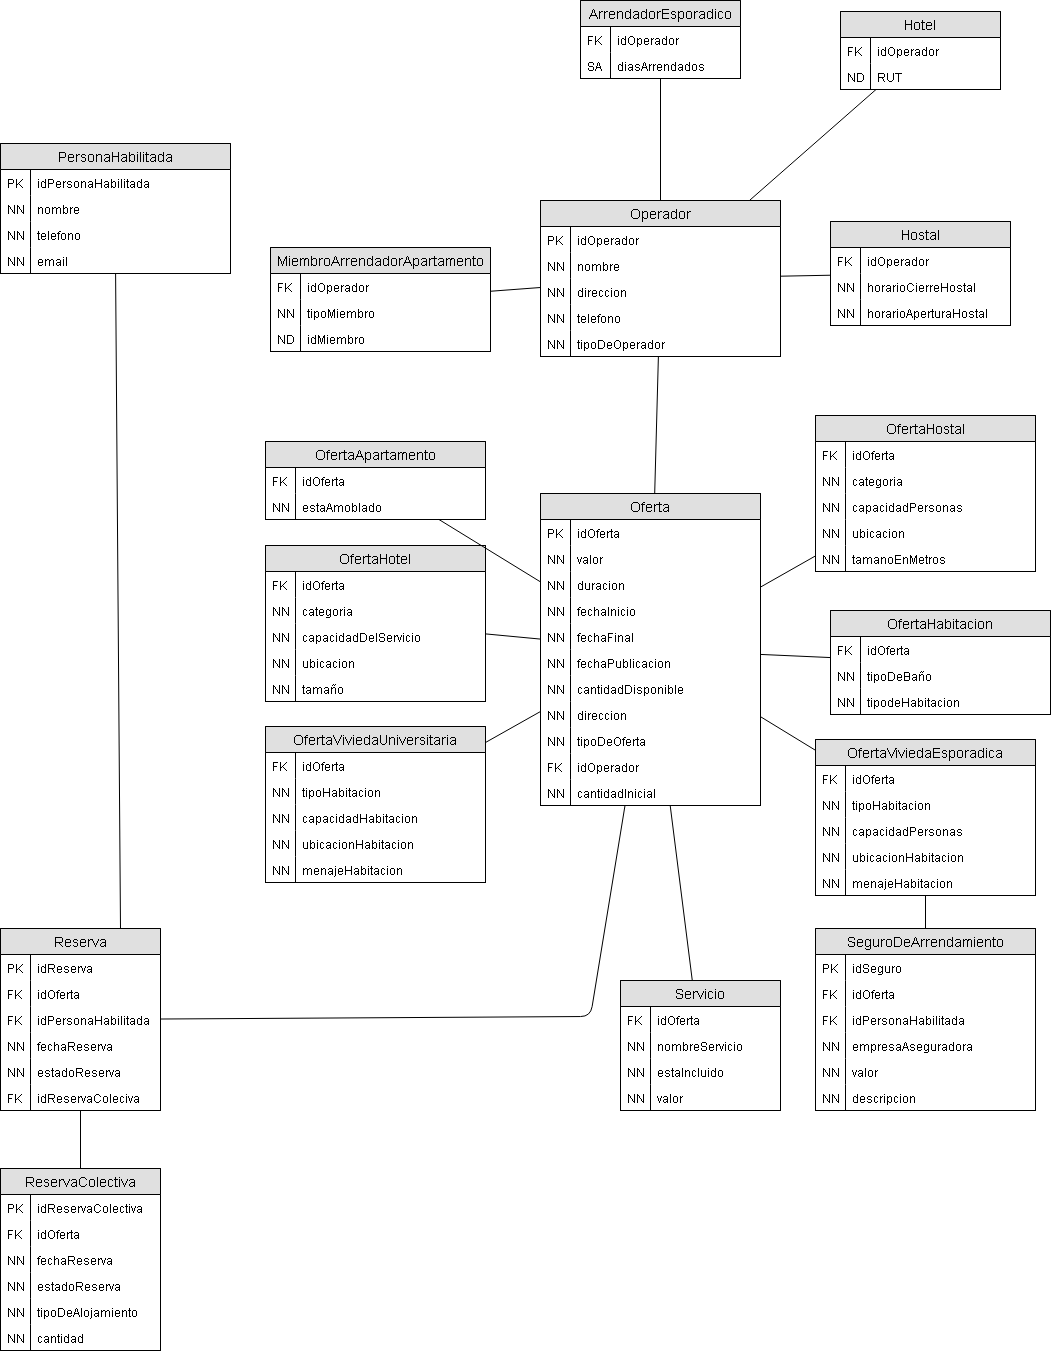 ArrendadorEsporadico
FK idOperador
SA diasArrendados
Hotel
FK idOperador
ND RUT
PersonaHabilitada
PK idPersonaHabilitada
NN nombre
NN telefono
NN email
Operador
PK idOperador
NN nombre
NN direccion
NN telefono
NN tipoDeOperador
Hostal
FK idOperador
NN horarioCierreHostal
NN horarioAperturaHostal
MiembroArrendadorApartamento
FK idOperador
NN tipoMiembro
ND idMiembro
OfertaApartamento
FK idOferta
NN estaAmoblado
OfertaHostal
FK idOferta
NN categoria
NN capacidadPersonas
NN ubicacion
NN tamanoEnMetros
Oferta
PK idOferta
NN valor
NN duracion
NN fechaInicio
NN fechaFinal
NN fechaPublicacion
NN cantidadDisponible
NN direccion
NN tipoDeOferta
FK idOperador
NN cantidadInicial
OfertaHotel
FK idOferta
NN categoria
NN capacidadDelServicio
NN ubicacion
NN tamaño
OfertaHabitacion
FK idOferta
NN tipoDeBaño
NN tipodeHabitacion
OfertaViviedaUniversitaria
FK idOferta
NN tipoHabitacion
NN capacidadHabitacion
NN ubicacionHabitacion
NN menajeHabitacion
OfertaViviedaEsporadica
FK idOferta
NN tipoHabitacion
NN capacidadPersonas
NN ubicacionHabitacion
NN menajeHabitacion
Reserva
PK idReserva
FK idOferta
FK idPersonaHabilitada
NN fechaReserva
NN estadoReserva
FK idReservaColeciva
SeguroDeArrendamiento
PK idSeguro
FK idOferta
FK idPersonaHabilitada
NN empresaAseguradora
NN valor
NN descripcion
Servicio
FK idOferta
NN nombreServicio
NN estaIncluido
NN valor
ReservaColectiva
PK idReservaColectiva
FK idOferta
NN fechaReserva
NN estadoReserva
NN tipoDeAlojamiento
NN cantidad